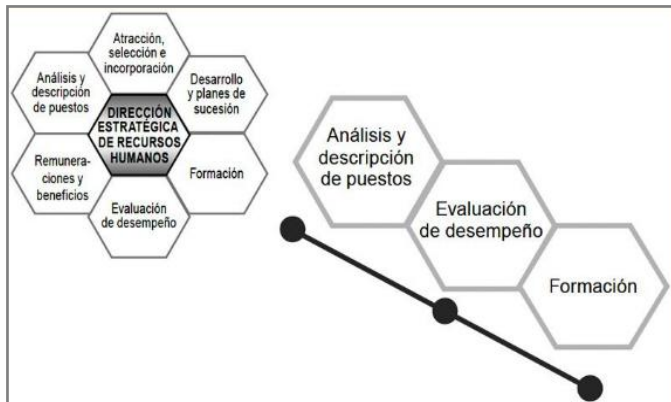 Atracción,
selección e
incorporación
Análisis y
descripción
de puestos
Desarrollo
y planes de
sucesión
DIRECCIÓN
ESTRATÉGICA
DE RECURSOS
HUMANOS
Remunera-
ciones y
beneficios
Formación
Evaluación
de desempeño
Análisis y
descripción
de puestos
Evaluación
de desempeño
Formación